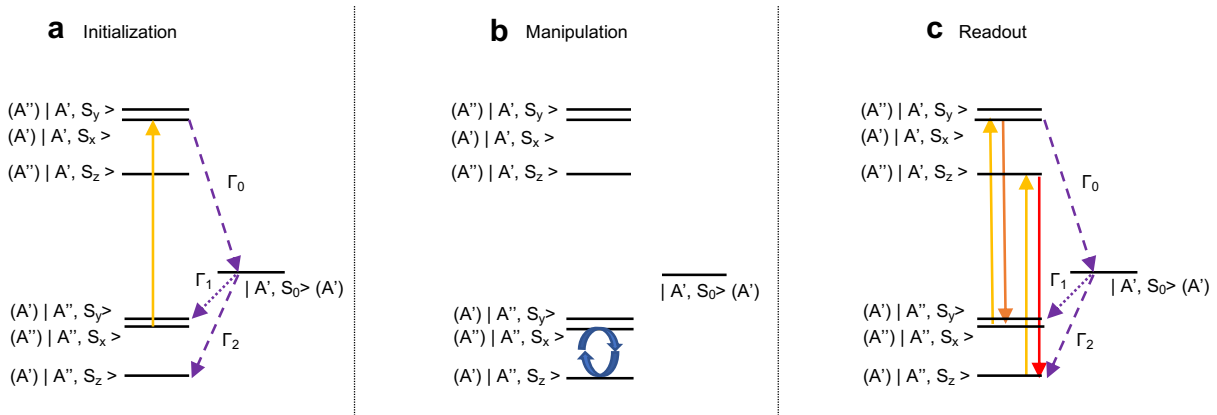 a Initialization
(A'') | A', Sy >
(A') | A', Sx >
(A'') | A', Sz >
Γ0
Γ1
| A', S0> (A')
(A') | A'', Sy>
(A'') | A'', Sx >
Γ2
(A') | A'', Sz >
b Manipulation
(A'') | A', Sy >
(A') | A', Sx >
(A'') | A', Sz >
| A', S0> (A')
(A') | A'', Sy >
(A'') | A'', Sx >
(A') | A'', Sz >
c Readout
(A'') | A', Sy >
(A') | A', Sx >
(A'') | A', Sz >
Γ0
Γ1
| A', S0> (A')
(A') | A'', Sy >
(A'') | A'', Sx >
Γ2
(A') | A'', Sz >